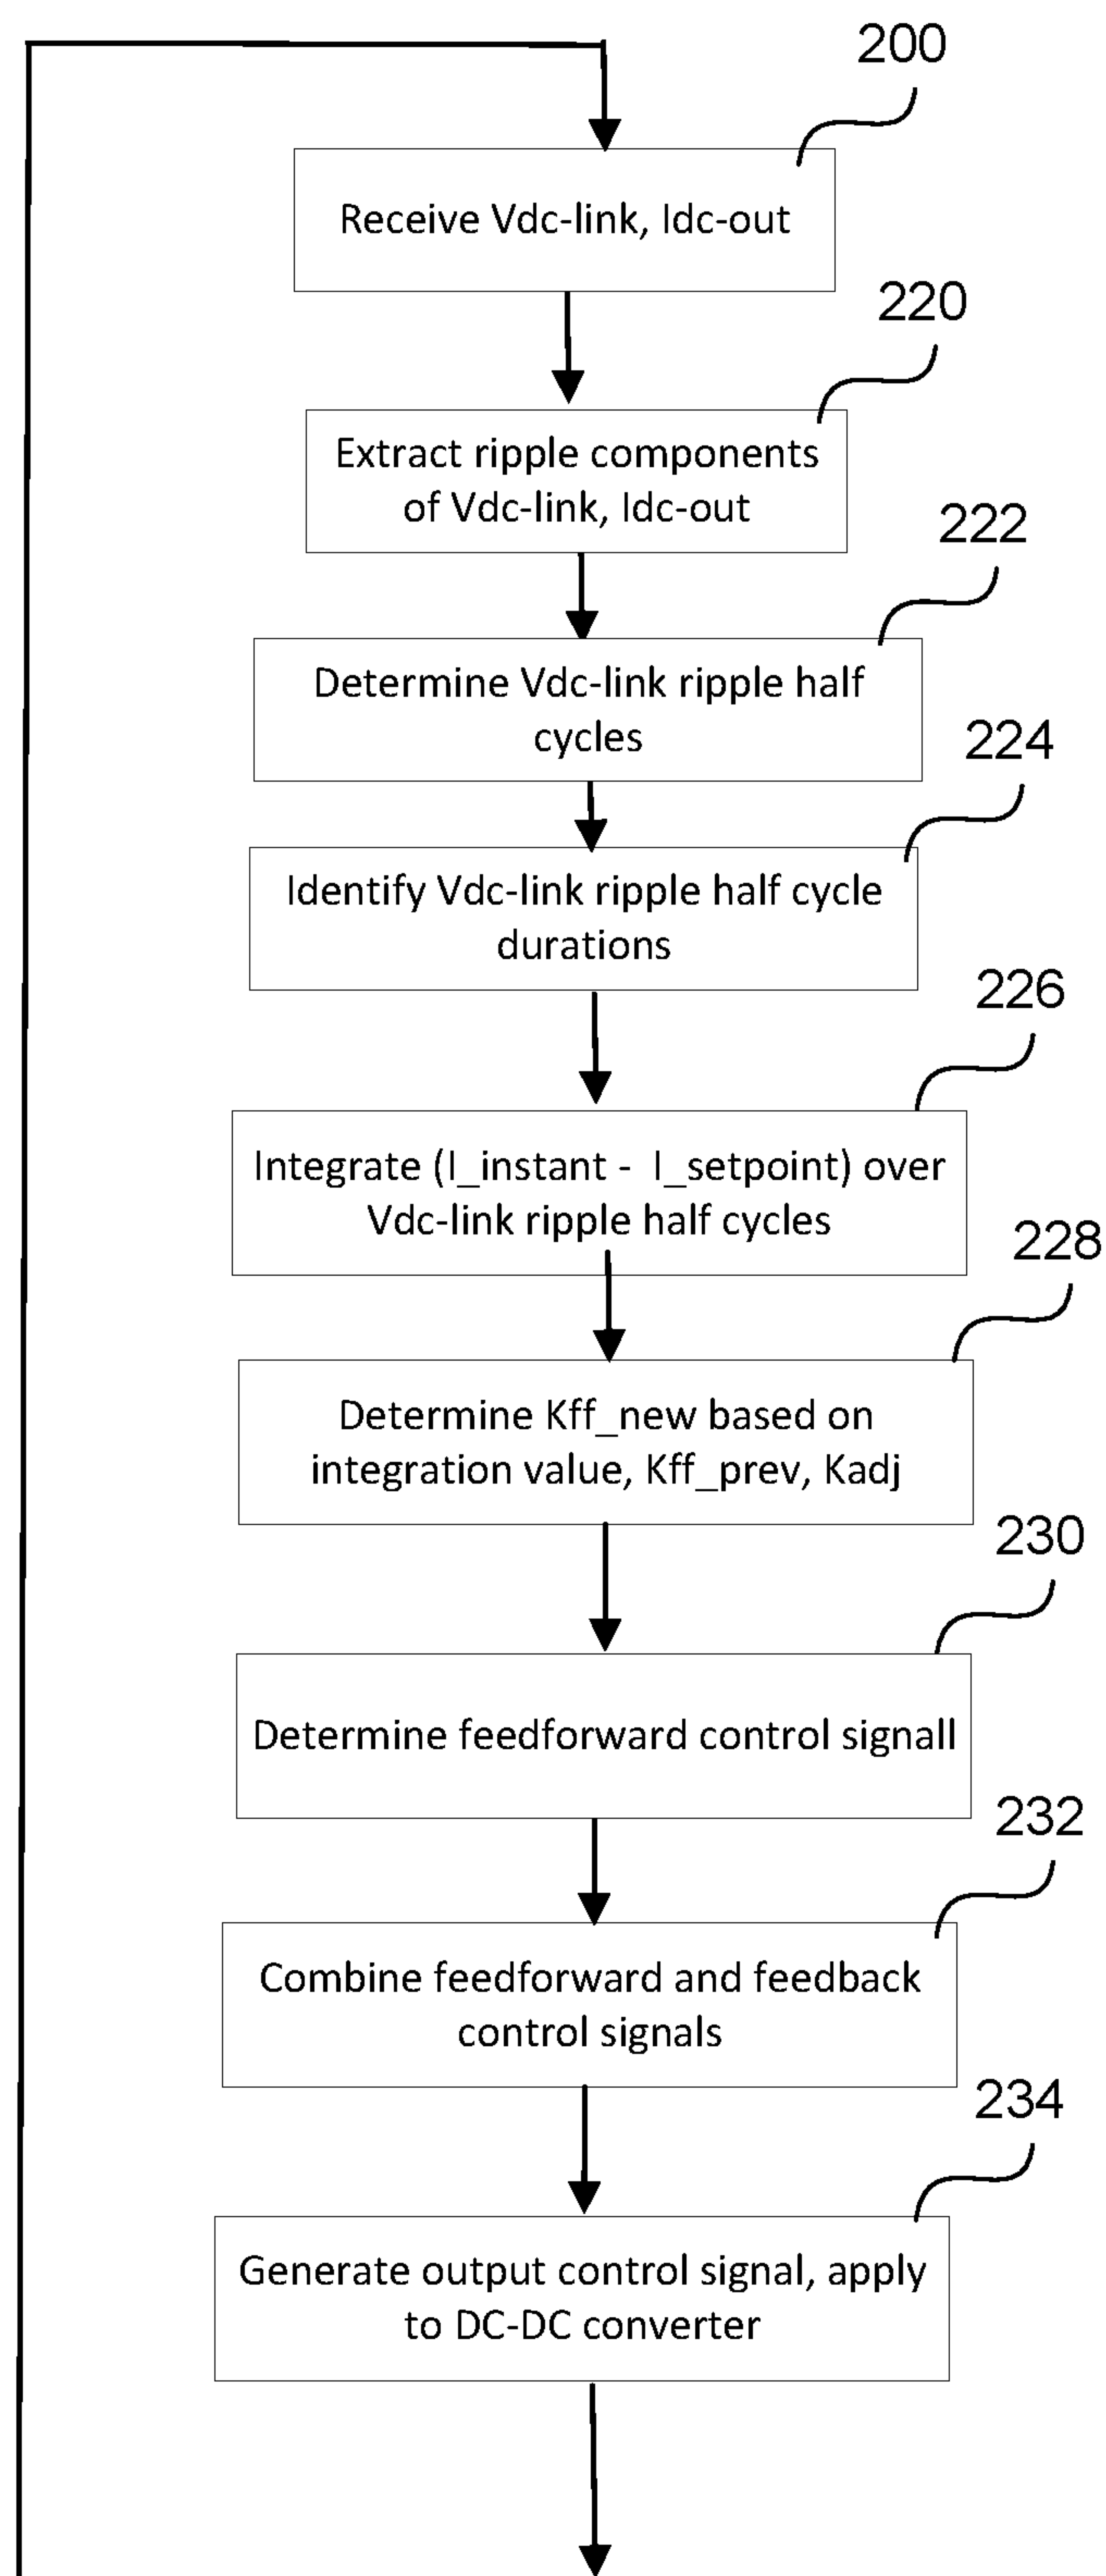 200
Receive Vdc-link, Idc-out
220
Extract ripple components
of Vdc-link, Idc-out
222
Determine Vdc-link ripple half
cycles
224
Identify Vdc-link ripple half cycle
durations
226
Integrate (I_instant - I_setpoint) over
Vdc-link ripple half cycles
228
Determine Kff_new based on
integration value, Kff_prev, Kadj
230
Determine feedforward control signall
232
Combine feedforward and feedback
control signals
234
Generate output control signal, apply
to DC-DC converter